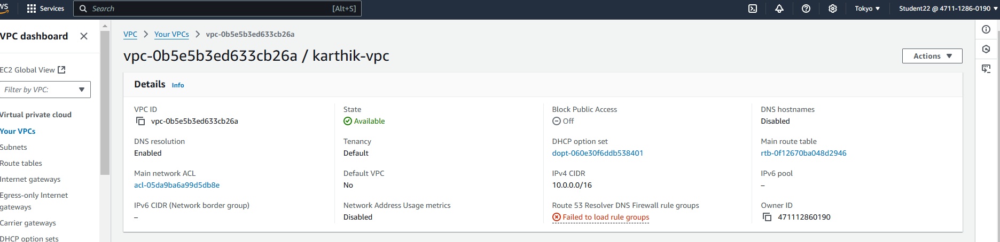 Services
Search
[Alt+S]
Tokyo
Student22 @ 4711-1286-0190
VPC dashboard
EC2 Global View
Filter by VPC:
Virtual private cloud
Your VPCs
Subnets
Route tables
Internet gateways
Egress-only Internet
gateways
Carrier gateways
DHCP option sets
VPC > Your VPCs > vpc-0b5e5b3ed633cb26a
vpc-0b5e5b3ed633cb26a / karthik-vpc
Actions
Details Info
VPC ID
vpc-0b5e5b3ed633cb26a
State
Available
Block Public Access
Off
DNS hostnames
Disabled
DNS resolution
Enabled
Tenancy
Default
DHCP option set
dopt-060e30f6ddb538401
Main route table
rtb-0f12670ba048d2946
Main network ACL
acl-05da9ba6a99d5db8e
Default VPC
No
IPv4 CIDR
10.0.0.0/16
IPv6 pool
–
IPv6 CIDR (Network border group)
–
Network Address Usage metrics
Disabled
Route 53 Resolver DNS Firewall rule groups
Failed to load rule groups
Owner ID
471112860190